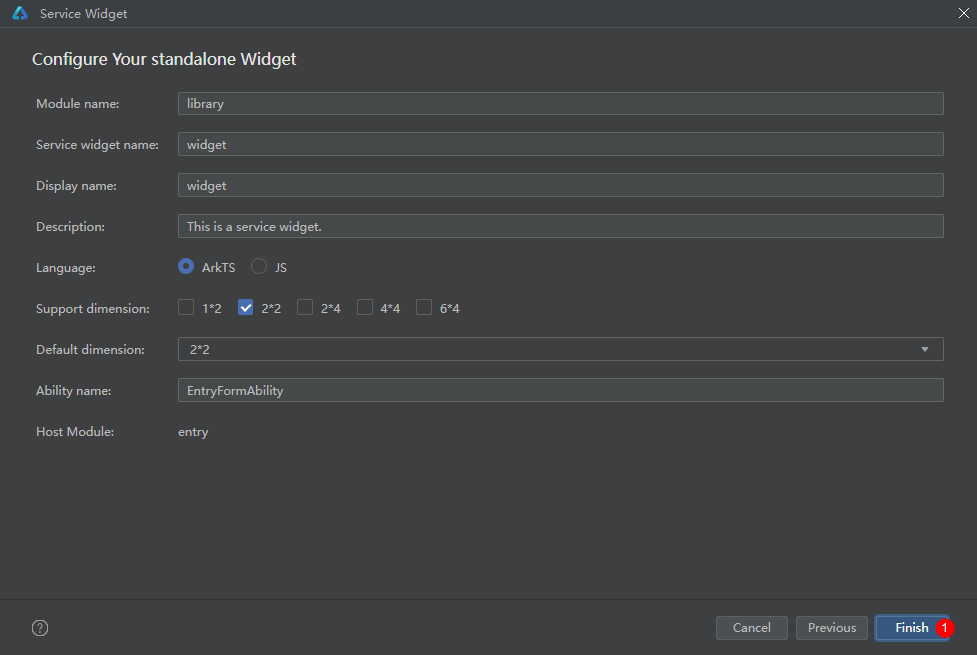 Service Widget
Configure Your standalone Widget
Module name: library
Service widget name: widget
Display name: widget
Description: This is a service widget.
Language: ArkTS JS
Support dimension: 1*2 2*2 2*4 4*4 6*4
Default dimension: 2*2
Ability name: EntryFormAbility
Host Module: entry
? Cancel Previous Finish 1